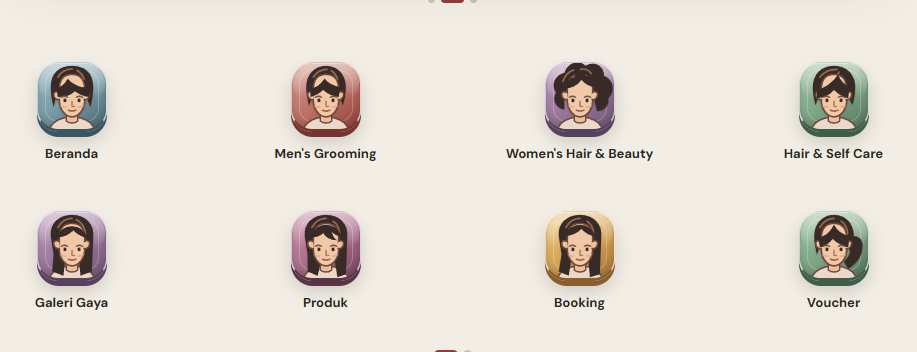 Beranda
Men's Grooming
Women's Hair & Beauty
Hair & Self Care
Galeri Gaya
Produk
Booking
Voucher